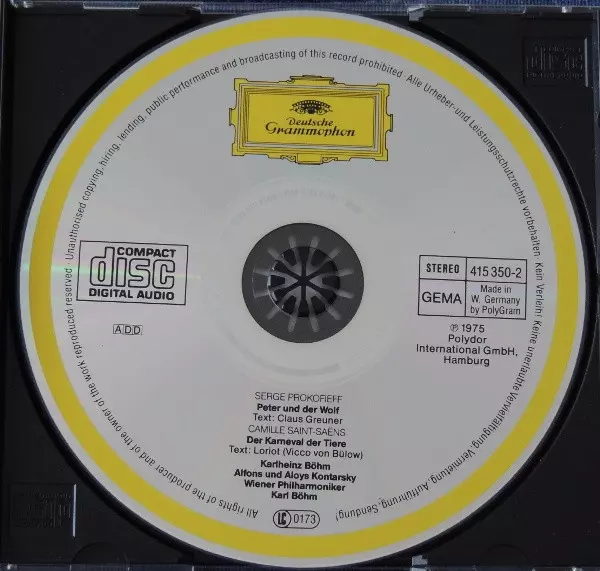 Unauthorised copying, hiring, lending, public performance and broadcasting of this record prohibited · Alle Urheber- und Leistungsschutzrechte vorbehalten · Kein Verleih! Keine unerlaubte Vervielfältigung, Vermietung, Aufführung, Sendung!
Deutsche
Grammophon
COMPACT
disc
DIGITAL AUDIO
ADD
STEREO 415 350-2
GEMA Made in
W. Germany
by PolyGram
℗ 1975
Polydor
International GmbH,
Hamburg
SERGE PROKOFIEFF
Peter und der Wolf
Text: Claus Greuner
CAMILLE SAINT-SAËNS
Der Karneval der Tiere
Text: Loriot (Vicco von Bülow)
Karlheinz Böhm
Alfons und Aloys Kontarsky
Wiener Philharmoniker
Karl Böhm
LC 0173
All rights of the producer and of the owner of the work reproduced reserved ·